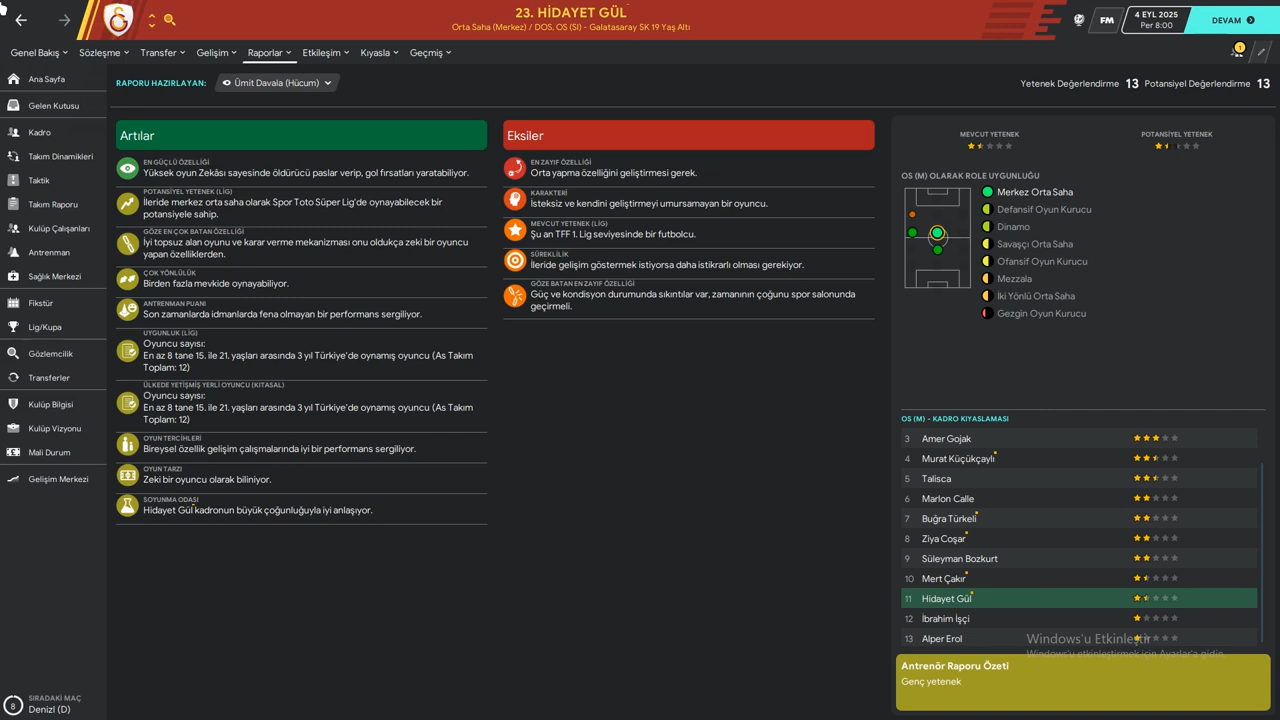 23. HİDAYET GÜL
Orta Saha (Merkez) / DOS, OS (Sl) - Galatasaray SK 19 Yaş Altı
FM
4 EYL 2025
Per 8:00
DEVAM
Genel Bakış
Sözleşme
Transfer
Gelişim
Raporlar
Etkileşim
Kıyasla
Geçmiş
1
Ana Sayfa
Gelen Kutusu
Kadro
Takım Dinamikleri
Taktik
Takım Raporu
Kulüp Çalışanları
Antrenman
Sağlık Merkezi
Fikstür
Lig/Kupa
Gözlemcilik
Transferler
Kulüp Bilgisi
Kulüp Vizyonu
Mali Durum
Gelişim Merkezi
8
SIRADAKİ MAÇ
Denizl (D)
RAPORU HAZIRLAYAN:
Ümit Davala (Hücum)
Yetenek Değerlendirme 13
Potansiyel Değerlendirme 13
Artılar
EN GÜÇLÜ ÖZELLİĞİ
Yüksek oyun Zekâsı sayesinde öldürücü paslar verip, gol fırsatları yaratabiliyor.
POTANSİYEL YETENEK (LİG)
İleride merkez orta saha olarak Spor Toto Süper Lig'de oynayabilecek bir
potansiyele sahip.
GÖZE EN ÇOK BATAN ÖZELLİĞİ
İyi topsuz alan oyunu ve karar verme mekanizması onu oldukça zeki bir oyuncu
yapan özelliklerden.
ÇOK YÖNLÜLÜK
Birden fazla mevkide oynayabiliyor.
ANTRENMAN PUANI
Son zamanlarda idmanlarda fena olmayan bir performans sergiliyor.
UYGUNLUK (LİG)
Oyuncu sayısı:
En az 8 tane 15. ile 21. yaşları arasında 3 yıl Türkiye'de oynamış oyuncu (As Takım
Toplam: 12)
ÜLKEDE YETİŞMİŞ YERLİ OYUNCU (KITASAL)
Oyuncu sayısı:
En az 8 tane 15. ile 21. yaşları arasında 3 yıl Türkiye'de oynamış oyuncu (As Takım
Toplam: 12)
OYUN TERCİHLERİ
Bireysel özellik gelişim çalışmalarında iyi bir performans sergiliyor.
OYUN TARZI
Zeki bir oyuncu olarak biliniyor.
SOYUNMA ODASI
Hidayet Gül kadronun büyük çoğunluğuyla iyi anlaşıyor.
Eksiler
EN ZAYIF ÖZELLİĞİ
Orta yapma özelliğini geliştirmesi gerek.
KARAKTERİ
İsteksiz ve kendini geliştirmeyi umursamayan bir oyuncu.
MEVCUT YETENEK (LİG)
Şu an TFF 1. Lig seviyesinde bir futbolcu.
SÜREKLİLİK
İleride gelişim göstermek istiyorsa daha istikrarlı olması gerekiyor.
GÖZE BATAN EN ZAYIF ÖZELLİĞİ
Güç ve kondisyon durumunda sıkıntılar var, zamanının çoğunu spor salonunda
geçirmeli.
MEVCUT YETENEK
POTANSİYEL YETENEK
OS (M) OLARAK ROLE UYGUNLUĞU
Merkez Orta Saha
Defansif Oyun Kurucu
Dinamo
Savaşçı Orta Saha
Ofansif Oyun Kurucu
Mezzala
İki Yönlü Orta Saha
Gezgin Oyun Kurucu
OS (M) - KADRO KIYASLAMASI
3 Amer Gojak
4 Murat Küçükçaylı
5 Talisca
6 Marlon Calle
7 Buğra Türkeli
8 Ziya Coşar
9 Süleyman Bozkurt
10 Mert Çakır
11 Hidayet Gül
12 İbrahim İşçi
13 Alper Erol
Windows'u Etkinleştir
Windows'u etkinleştirmek için Ayarlar'a gidin.
Antrenör Raporu Özeti
Genç yetenek